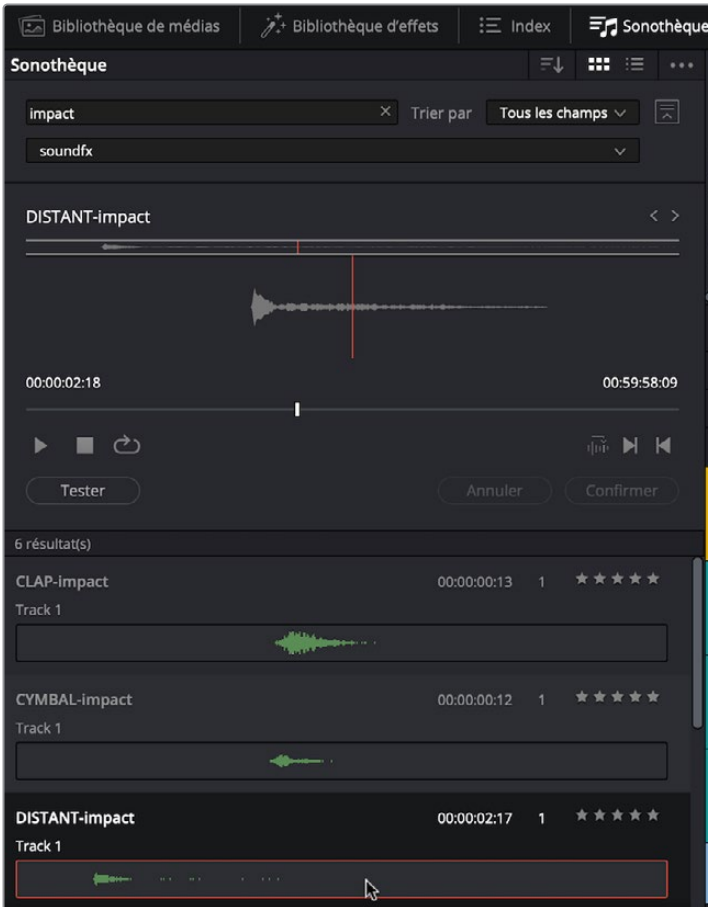 Bibliothèque de médias Bibliothèque d'effets Index Sonothèque
Sonothèque
impact Trier par Tous les champs
soundfx
DISTANT-impact
00:00:02:18 00:59:58:09
Tester Annuler Confirmer
6 résultat(s)
CLAP-impact 00:00:00:13 1
Track 1
CYMBAL-impact 00:00:00:12 1
Track 1
DISTANT-impact 00:00:02:17 1
Track 1